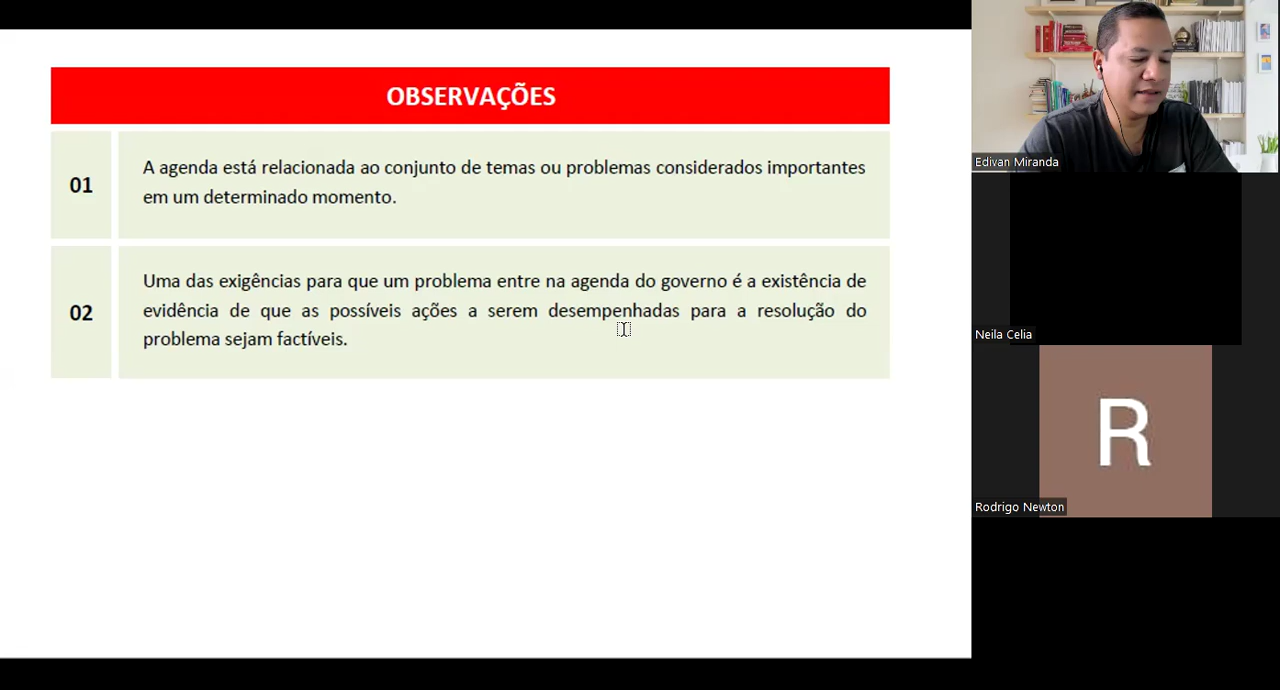 OBSERVAÇÕES
01
A agenda está relacionada ao conjunto de temas ou problemas considerados importantes
em um determinado momento.
02
Uma das exigências para que um problema entre na agenda do governo é a existência de
evidência de que as possíveis ações a serem desempenhadas para a resolução do
problema sejam factíveis.
Edivan Miranda
Neila Celia
R
Rodrigo Newton